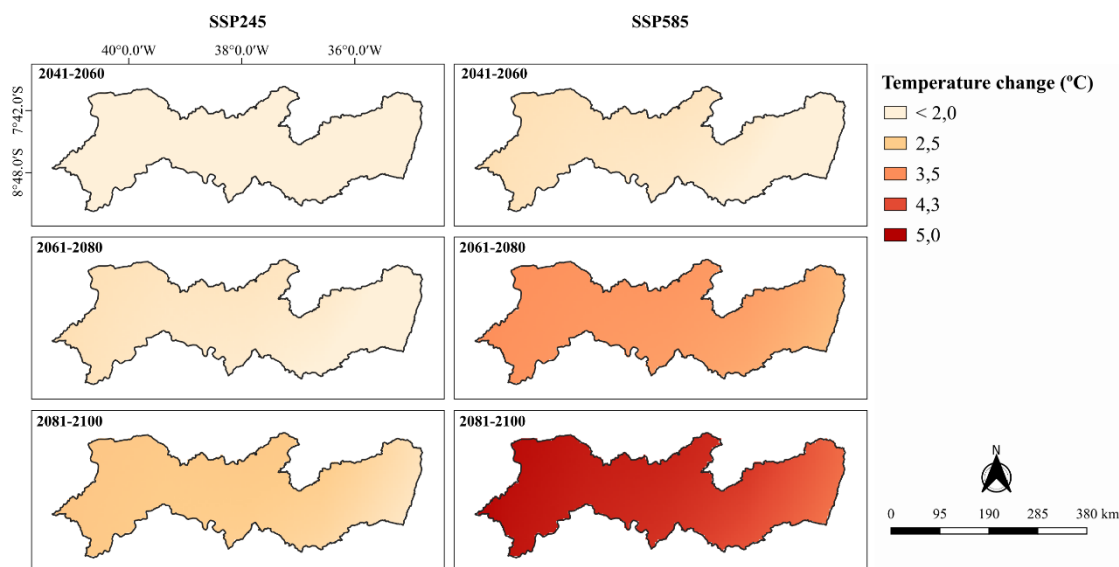 SSP245
SSP585
40°0.0'W 38°0.0'W 36°0.0'W
7°42.0'S
8°48.0'S
2041-2060
2041-2060
Temperature change (ºC)
< 2,0
2,5
3,5
4,3
5,0
2061-2080
2061-2080
2081-2100
2081-2100
N
0 95 190 285 380 km